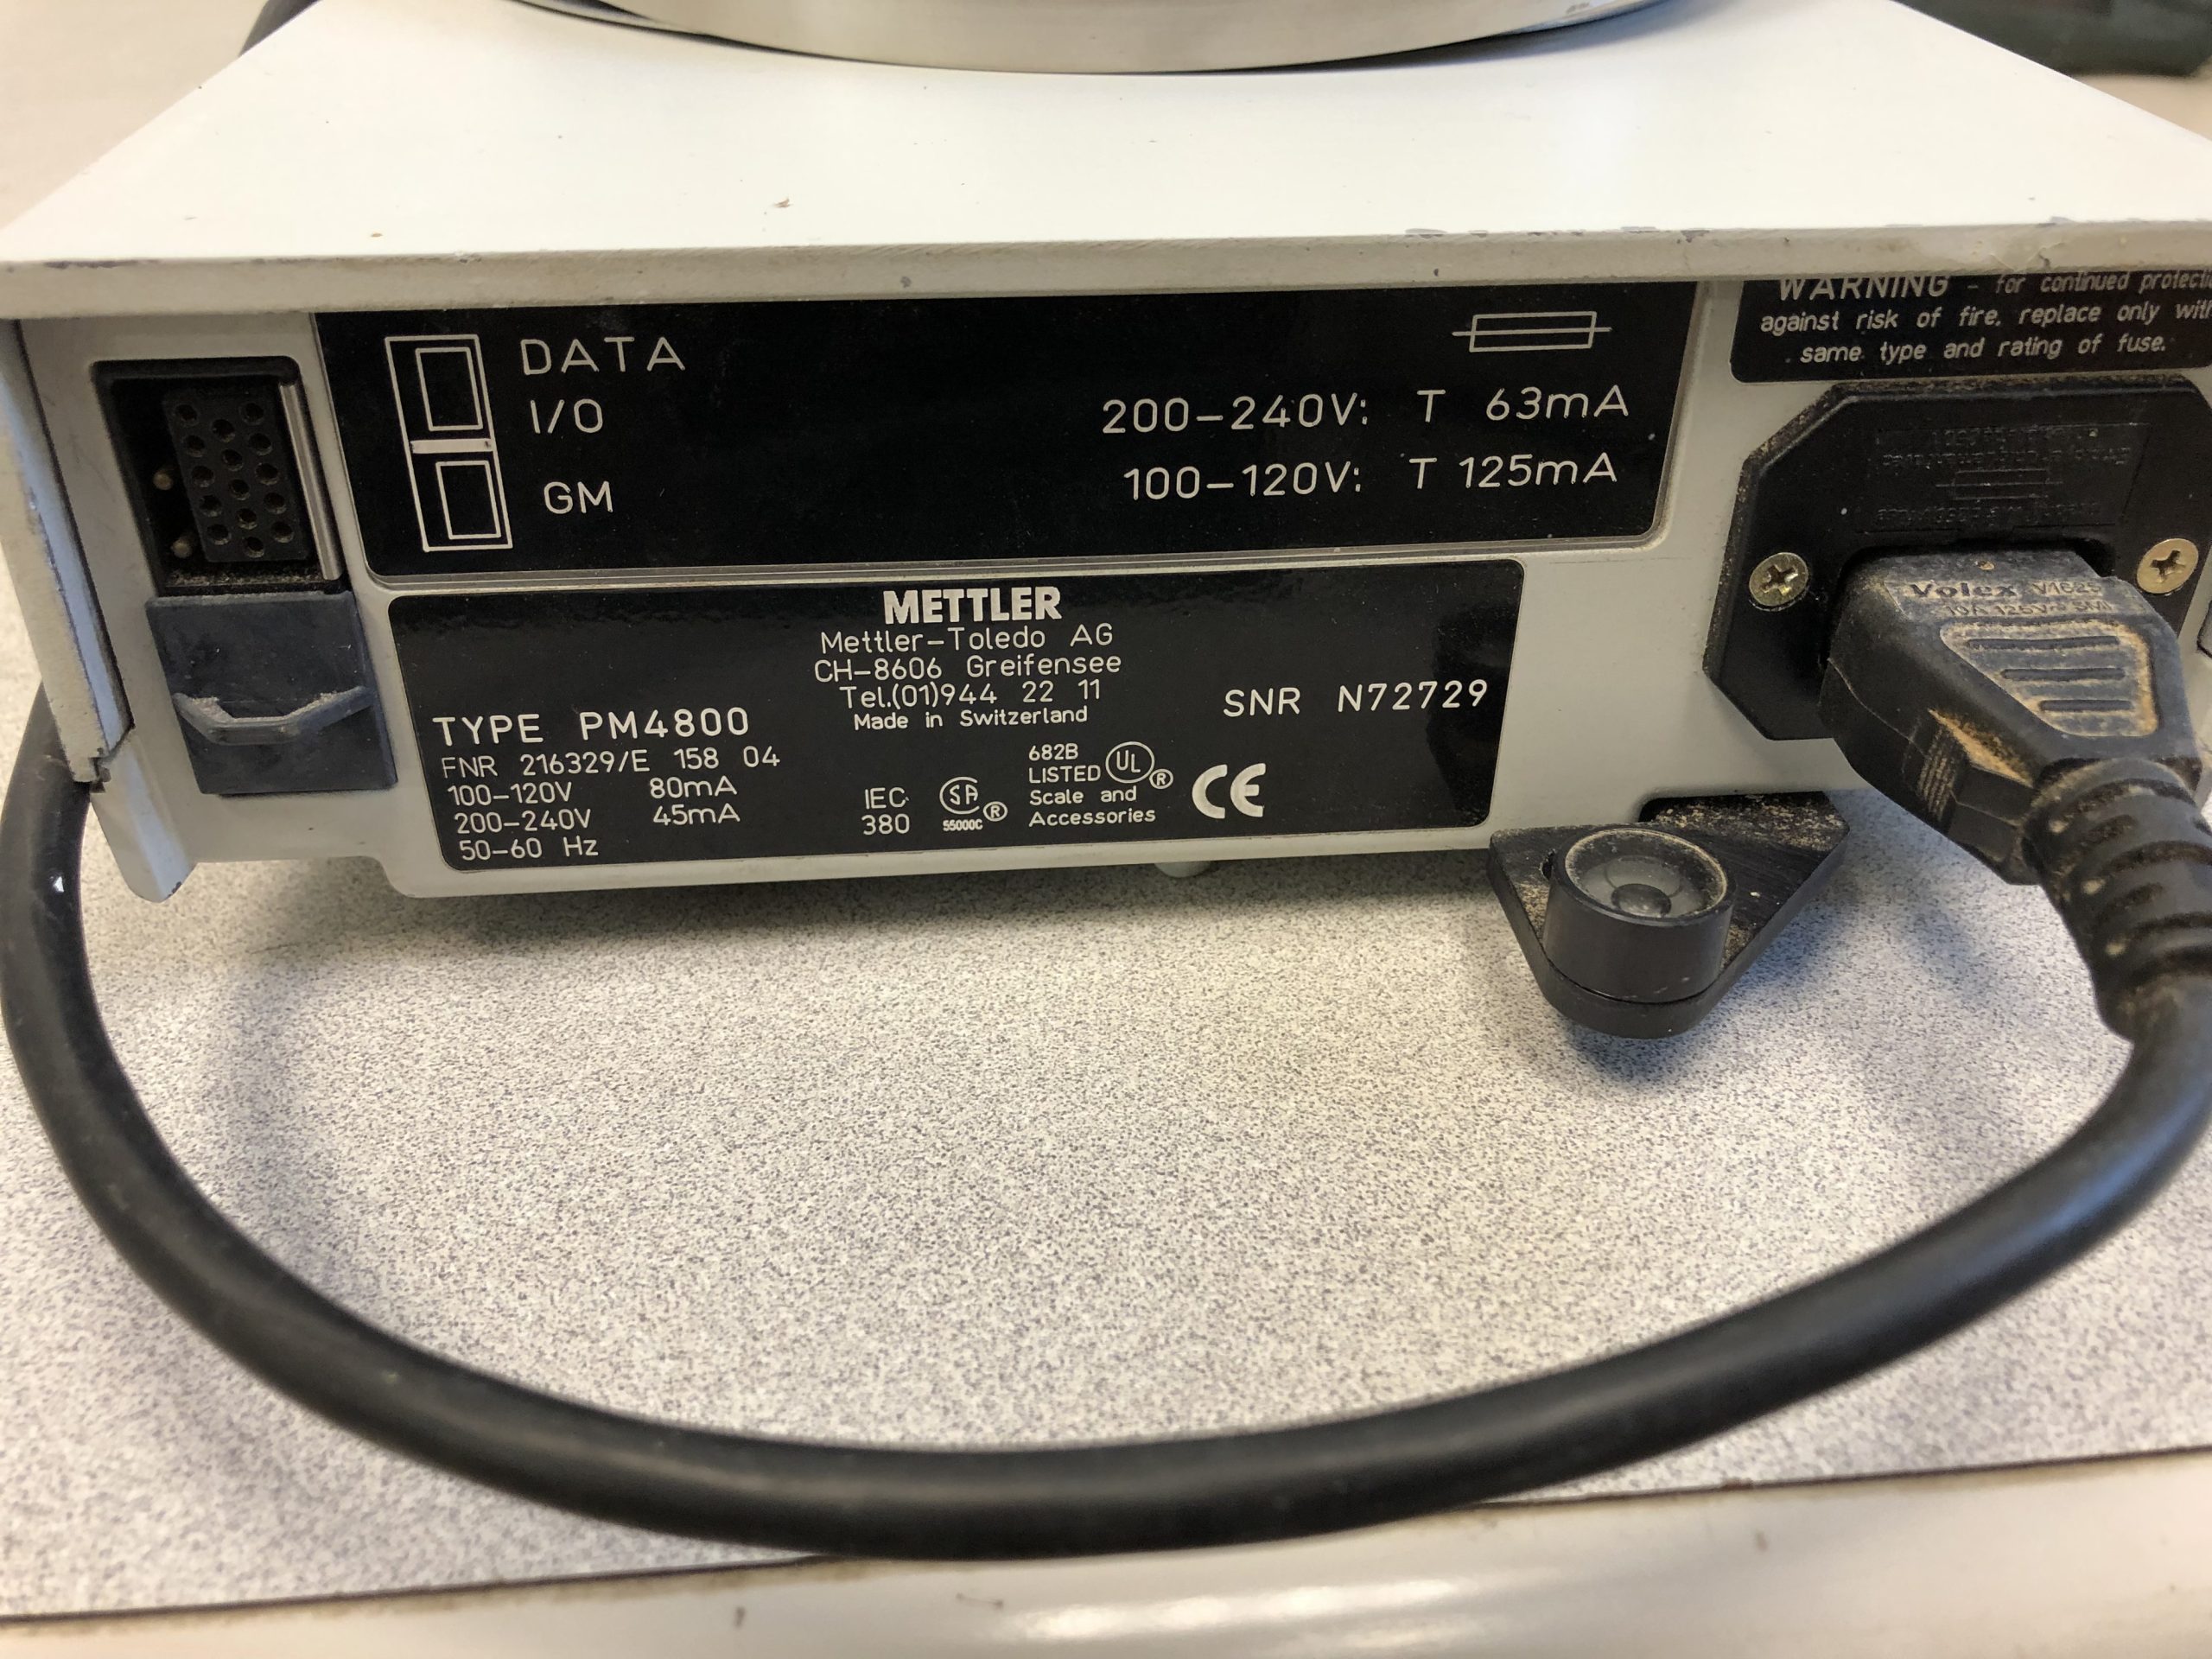 DATA
I/O
GM
200-240V: T 63mA
100-120V: T 125mA
WARNING - for continued
against risk of fire, replace only
same type and rating of fuse.
METTLER
Mettler-Toledo AG
CH-8606 Greifensee
Tel.(01)944 22 11
Made in Switzerland
TYPE PM4800
FNR 216329/E 158 04
100-120V 80mA
200-240V 45mA
50-60 Hz
IEC
380
SA ®
55000C
682B
LISTED UL ®
Scale and
Accessories
CE
SNR N72729
Volex
10A 125V